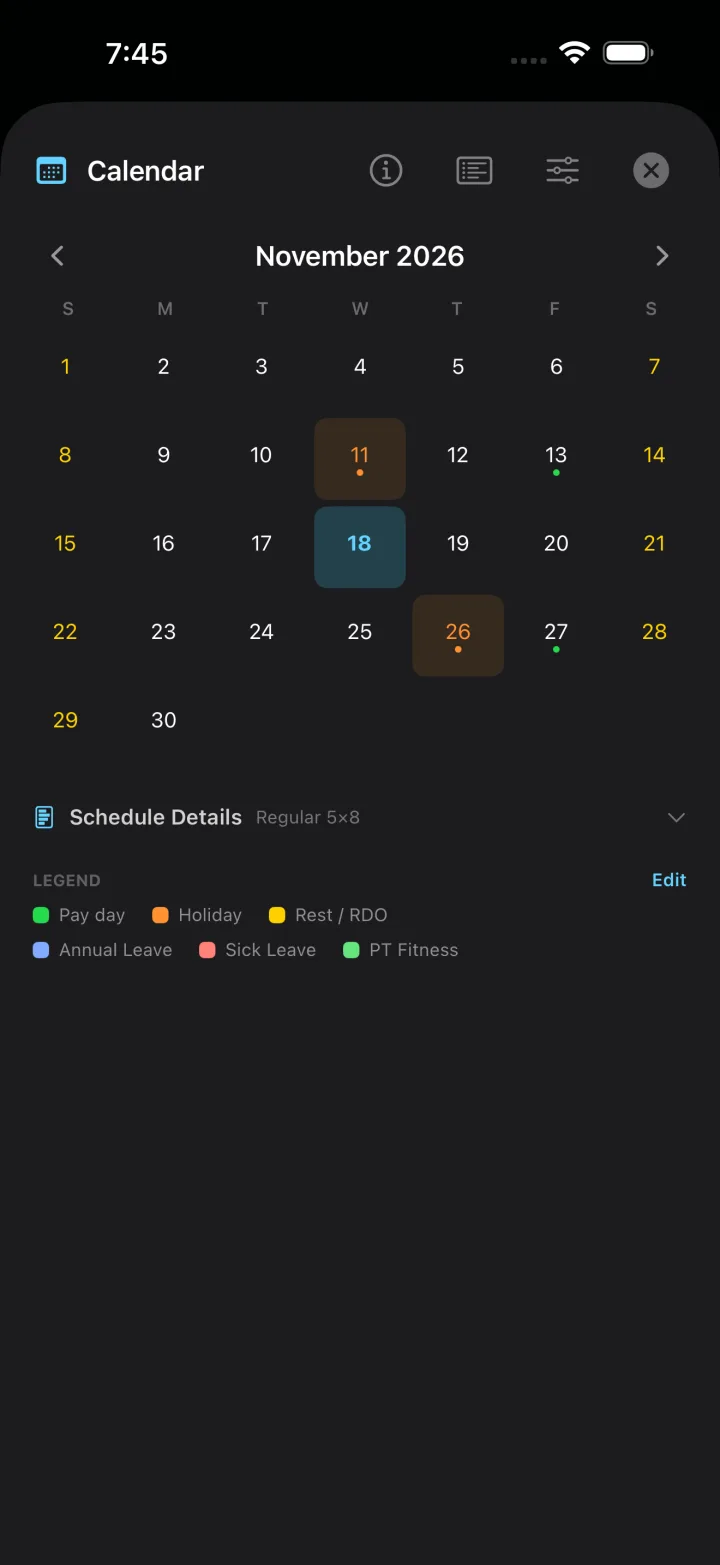 7:45
Calendar
November 2026
S M T W T F S
1 2 3 4 5 6 7
8 9 10 11 12 13 14
15 16 17 18 19 20 21
22 23 24 25 26 27 28
29 30
Schedule Details Regular 5×8
LEGEND Edit
Pay day Holiday Rest / RDO
Annual Leave Sick Leave PT Fitness